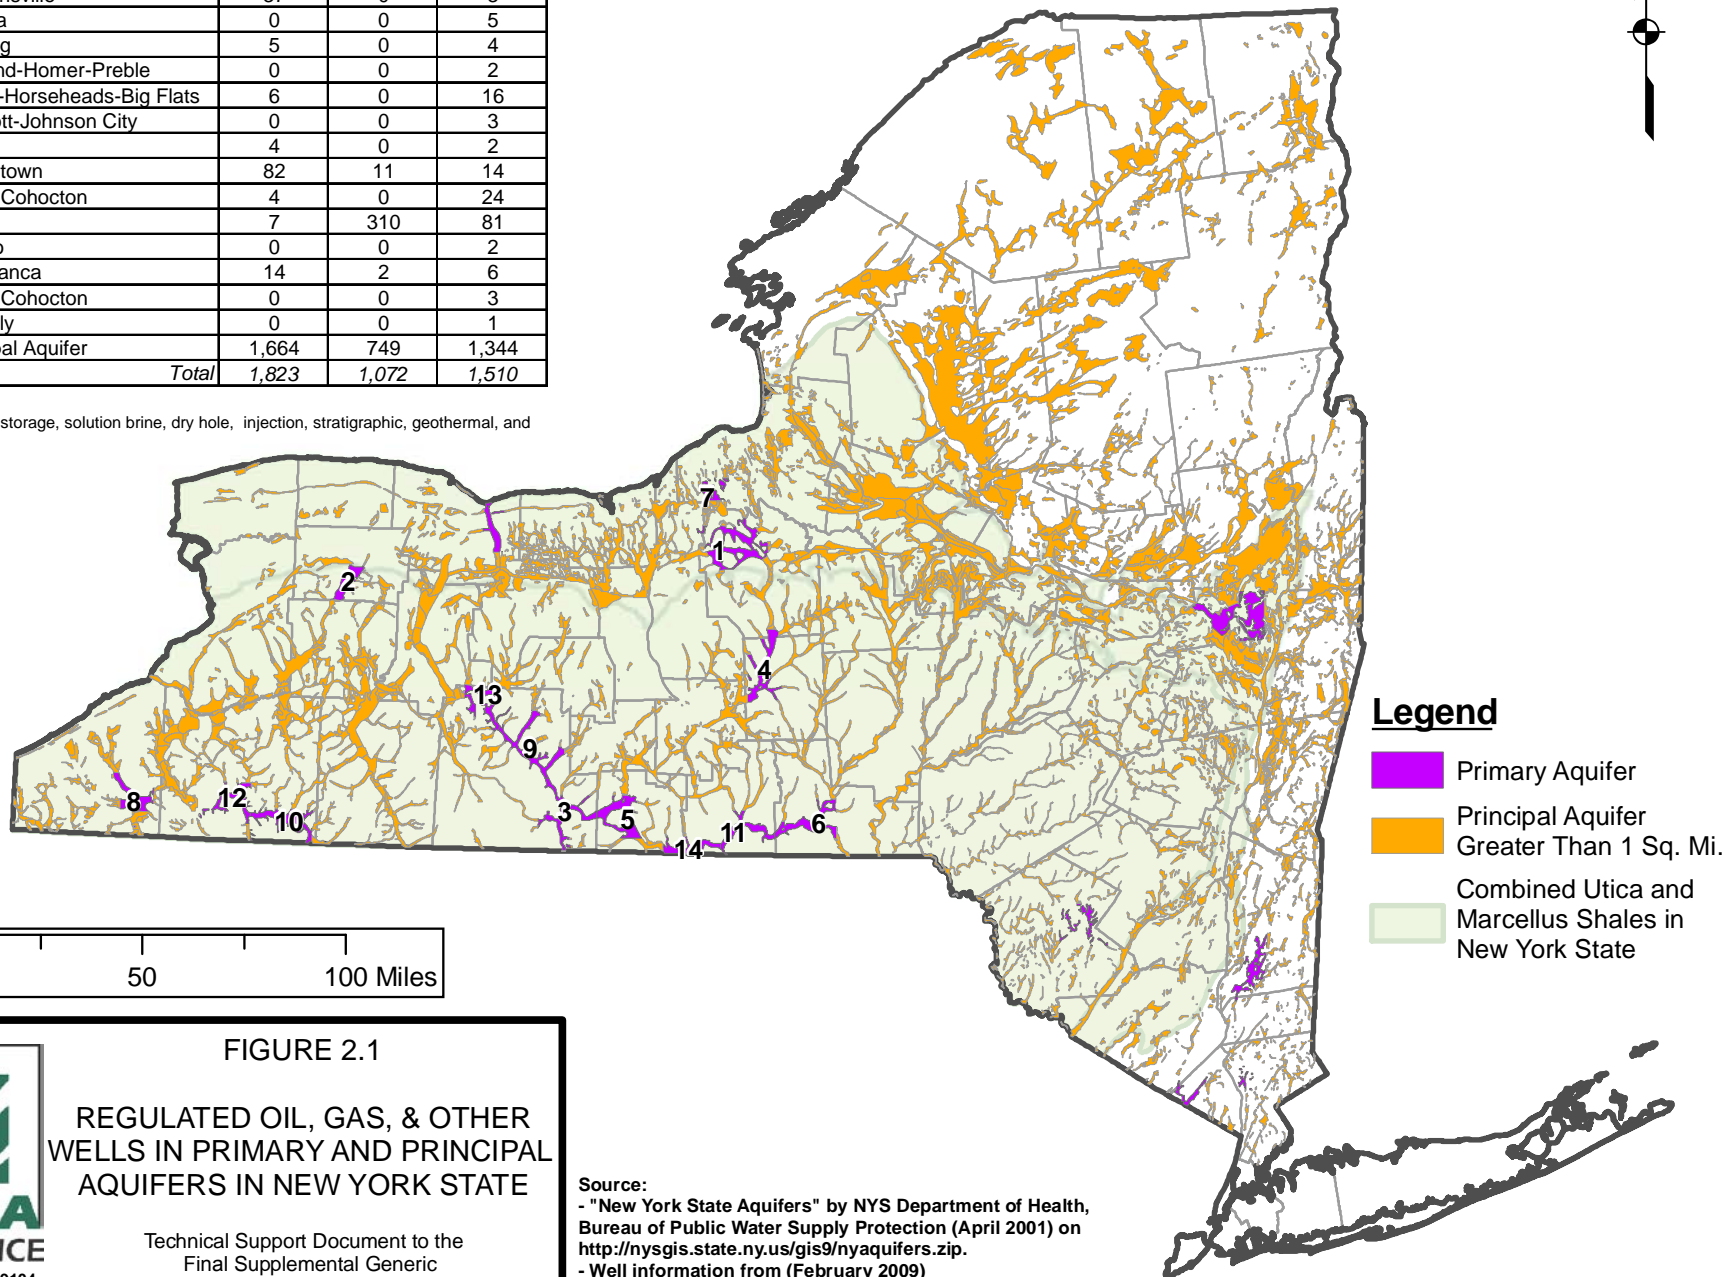 a 0 0 5
g 5 0 4
nd-Homer-Preble 0 0 2
-Horseheads-Big Flats 6 0 16
ott-Johnson City 0 0 3
4 0 2
town 82 11 14
Cohocton 4 0 24
7 310 81
o 0 0 2
anca 14 2 6
Cohocton 0 0 3
ly 0 0 1
al Aquifer 1,664 749 1,344
Total 1,823 1,072 1,510
storage, solution brine, dry hole, injection, stratigraphic, geothermal, and
7
1
2
4
13
9
8
12
10
3
5
11
6
14
Legend
Primary Aquifer
Principal Aquifer
Greater Than 1 Sq. Mi.
Combined Utica and
Marcellus Shales in
New York State
50 100 Miles
FIGURE 2.1
REGULATED OIL, GAS, & OTHER
WELLS IN PRIMARY AND PRINCIPAL
AQUIFERS IN NEW YORK STATE
Technical Support Document to the
Final Supplemental Generic
A
NCE
Source:
- "New York State Aquifers" by NYS Department of Health,
Bureau of Public Water Supply Protection (April 2001) on
http://nysgis.state.ny.us/gis9/nyaquifers.zip.
- Well information from (February 2009)